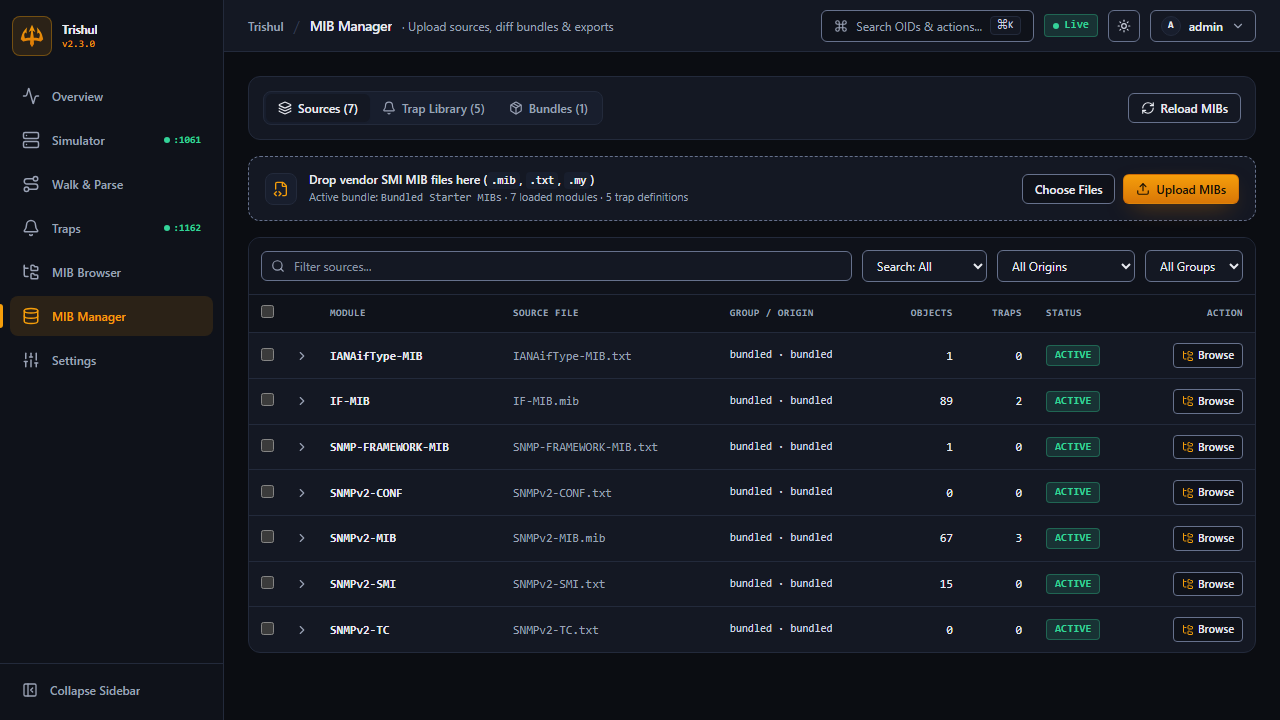 Trishul
v2.3.0
Overview
Simulator :1061
Walk & Parse
Traps :1162
MIB Browser
MIB Manager
Settings
Collapse Sidebar
Trishul / MIB Manager · Upload sources, diff bundles & exports
Search OIDs & actions... ⌘K
Live
A admin
Sources (7) Trap Library (5) Bundles (1)
Reload MIBs
Drop vendor SMI MIB files here ( .mib , .txt , .my )
Active bundle: Bundled Starter MIBs · 7 loaded modules · 5 trap definitions
Choose Files Upload MIBs
Filter sources... Search: All All Origins All Groups
MODULE SOURCE FILE GROUP / ORIGIN OBJECTS TRAPS STATUS ACTION
IANAifType-MIB IANAifType-MIB.txt bundled · bundled 1 0 ACTIVE Browse
IF-MIB IF-MIB.mib bundled · bundled 89 2 ACTIVE Browse
SNMP-FRAMEWORK-MIB SNMP-FRAMEWORK-MIB.txt bundled · bundled 1 0 ACTIVE Browse
SNMPv2-CONF SNMPv2-CONF.txt bundled · bundled 0 0 ACTIVE Browse
SNMPv2-MIB SNMPv2-MIB.mib bundled · bundled 67 3 ACTIVE Browse
SNMPv2-SMI SNMPv2-SMI.txt bundled · bundled 15 0 ACTIVE Browse
SNMPv2-TC SNMPv2-TC.txt bundled · bundled 0 0 ACTIVE Browse